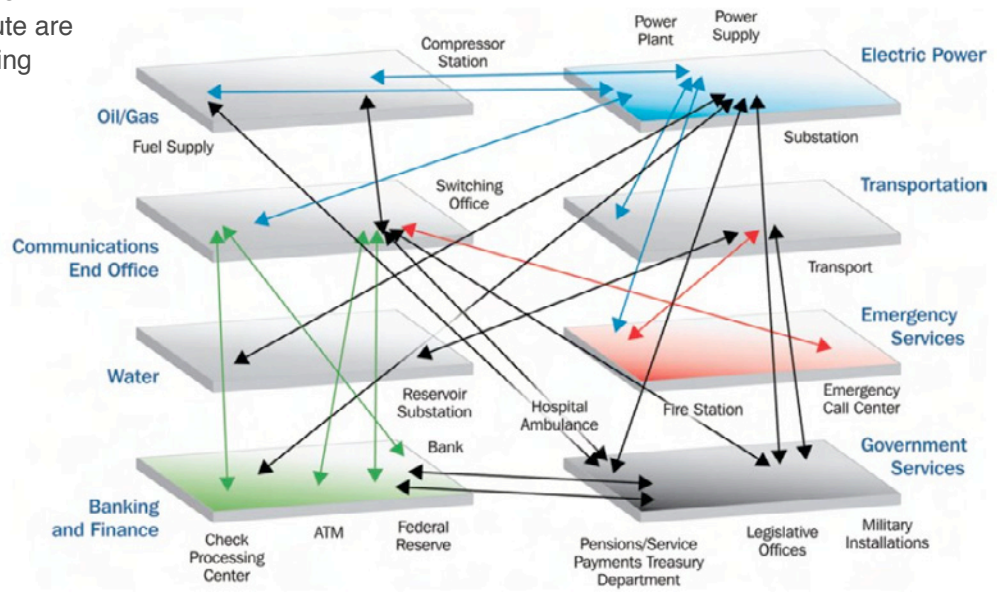 ute are
ing
Power
Plant
Power
Supply
Compressor
Station
Electric Power
Oil/Gas
Fuel Supply
Substation
Switching
Office
Transportation
Communications
End Office
Transport
Emergency
Services
Water
Reservoir
Substation
Hospital
Ambulance
Fire Station
Emergency
Call Center
Bank
Government
Services
Banking
and Finance
Check
Processing
Center
ATM
Federal
Reserve
Pensions/Service
Payments Treasury
Department
Legislative
Offices
Military
Installations